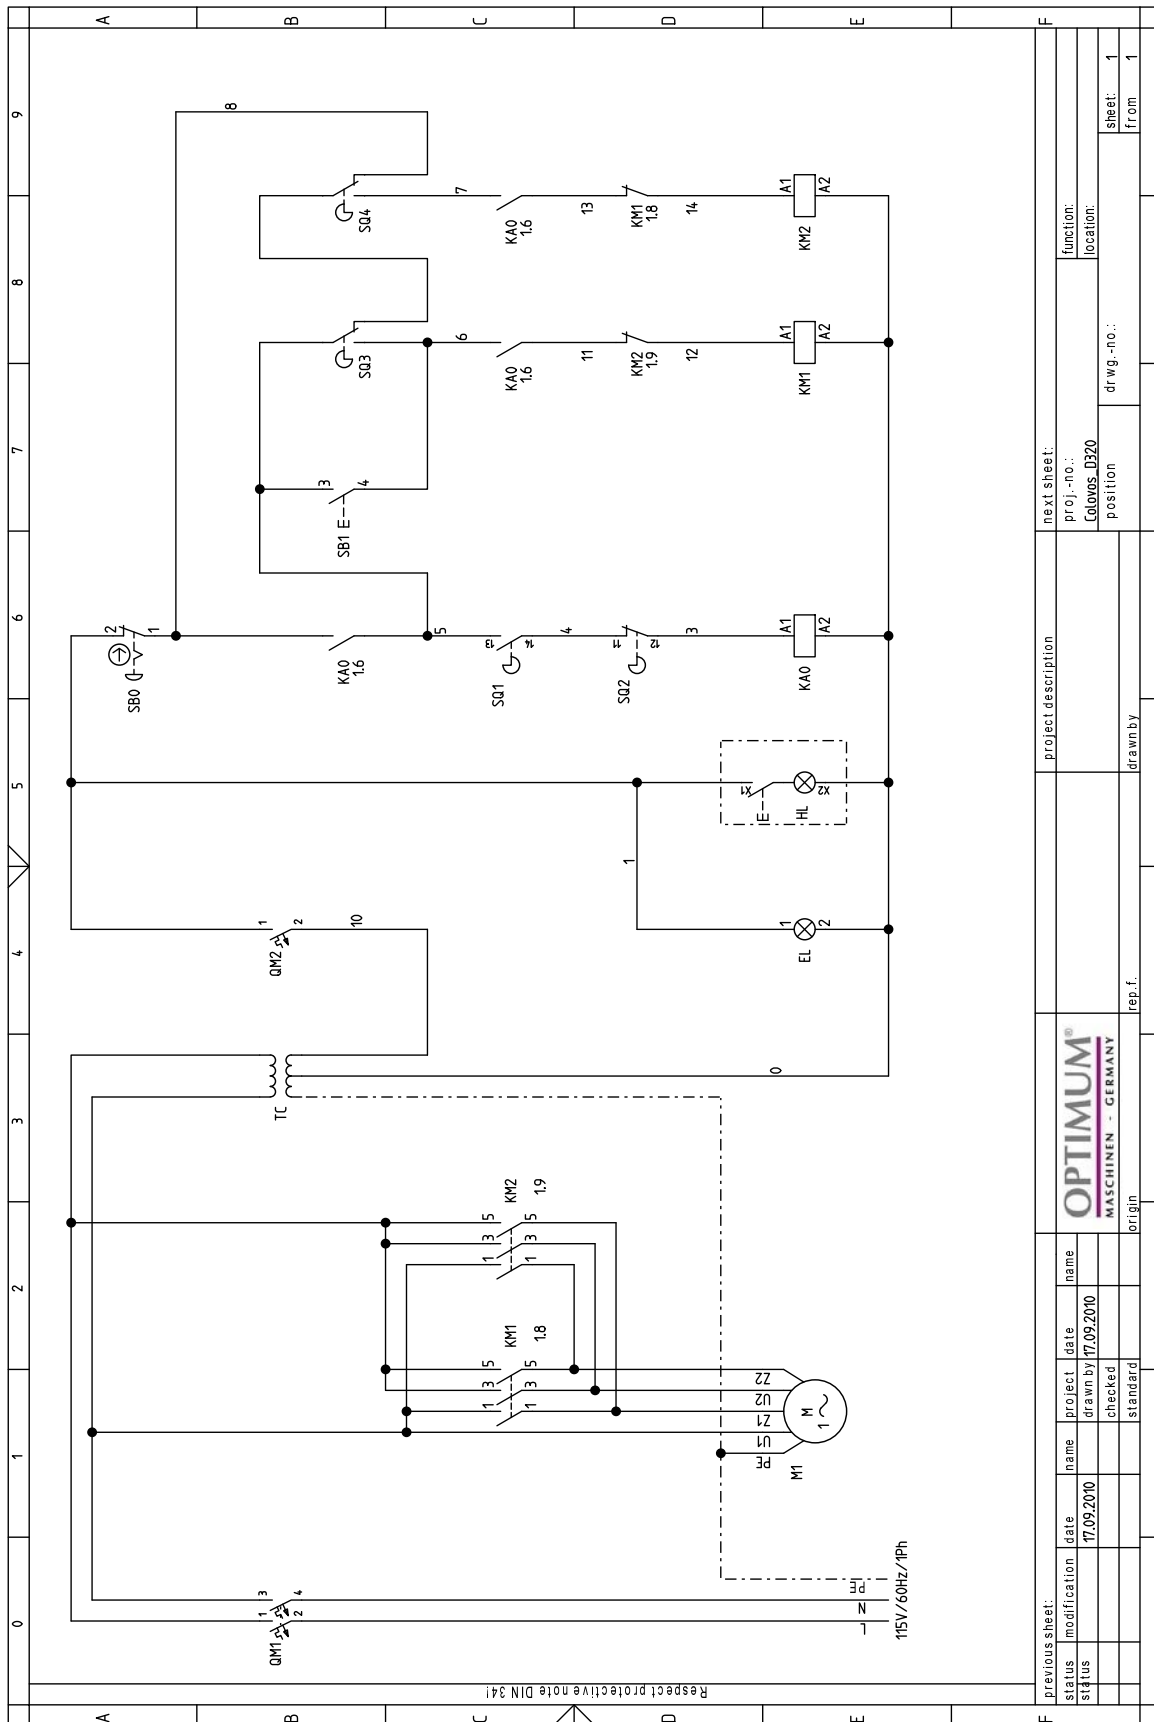 0 1 2 3 4 5 6 7 8 9
A
B
C
D
E
F
A
B
C
D
E
F
Respect protective note DIN 34!
QM1
1
2
3
4
L
N
PE
115V/60Hz/1Ph
KM1
1.8
1 3 5
1 3 5
KM2
1.9
1 3 5
1 3 5
PE
U1
Z1
U2
Z2
M1
M
1
TC
0
QM2
1
2
10
1
EL
1
2
X1
HL
X2
SB0
2
1
KA0
1.6
5
SQ1
13
14
4
SQ2
11
12
3
KA0
A1
A2
SB1
3
4
SQ3
6
KA0
1.6
11
KM2
1.9
12
KM1
A1
A2
8
SQ4
7
KA0
1.6
13
KM1
1.8
14
KM2
A1
A2
previous sheet:
next sheet:
status
modification
date
name
project
date
name
status
17.09.2010
drawn by
17.09.2010
checked
standard
OPTIMUM®
MASCHINEN - GERMANY
origin
rep.f.
project description
drawn by
proj.-no.:
Colovos_D320
position
drwg.-no.:
function:
location:
sheet: 1
from 1